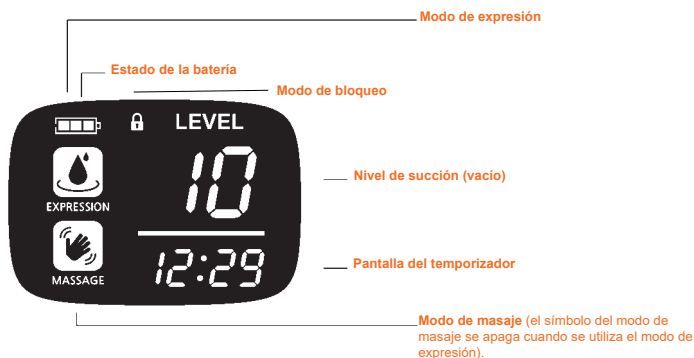 Modo de expresión
Estado de la batería
Modo de bloqueo
LEVEL
10
EXPRESSION
Nivel de succión (vacío)
12:29
MASSAGE
Pantalla del temporizador
Modo de masaje (el símbolo del modo de
masaje se apaga cuando se utiliza el modo de
expresión).